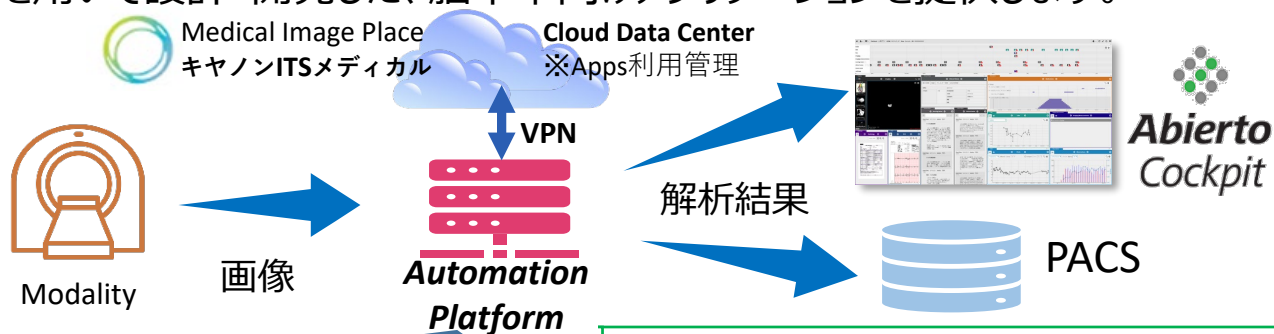 Medical Image Place
キヤノンITSメディカル
Cloud Data Center
※Apps利用管理
VPN
Modality
画像
Automation
Platform
解析結果
Abierto
Cockpit
PACS